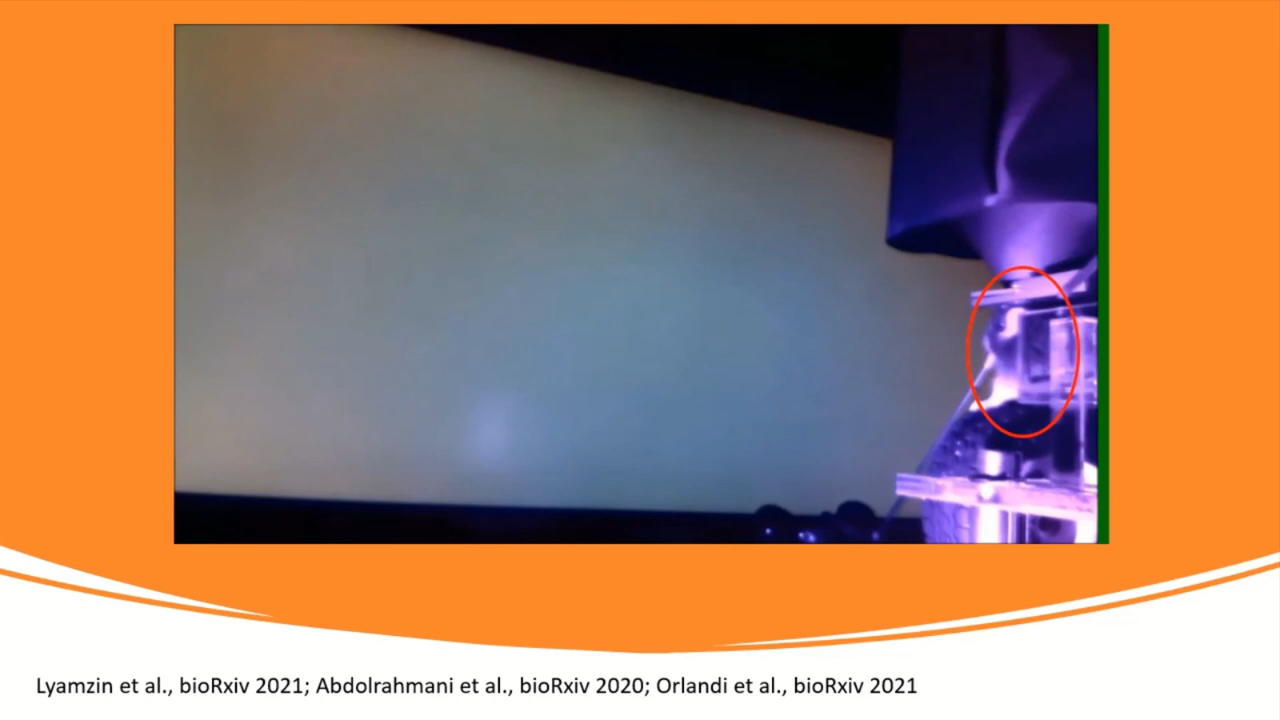 Lyamzin et al., bioRxiv 2021; Abdolrahmani et al., bioRxiv 2020; Orlandi et al., bioRxiv 2021